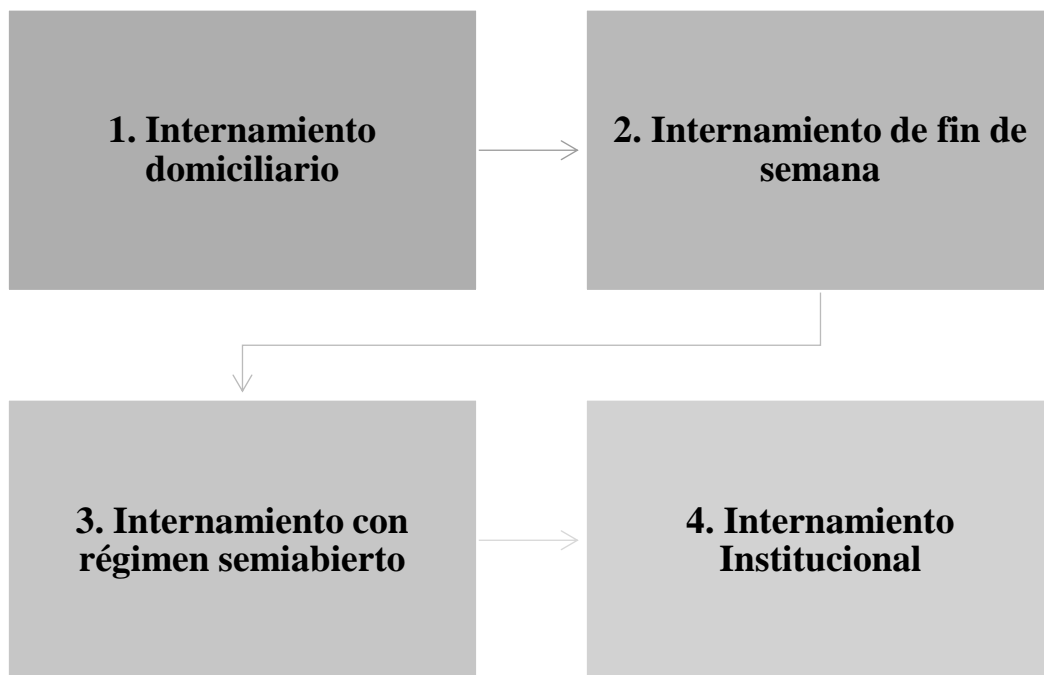 1. Internamiento
domiciliario
2. Internamiento de fin de
semana
3. Internamiento con
régimen semiabierto
4. Internamiento
Institucional